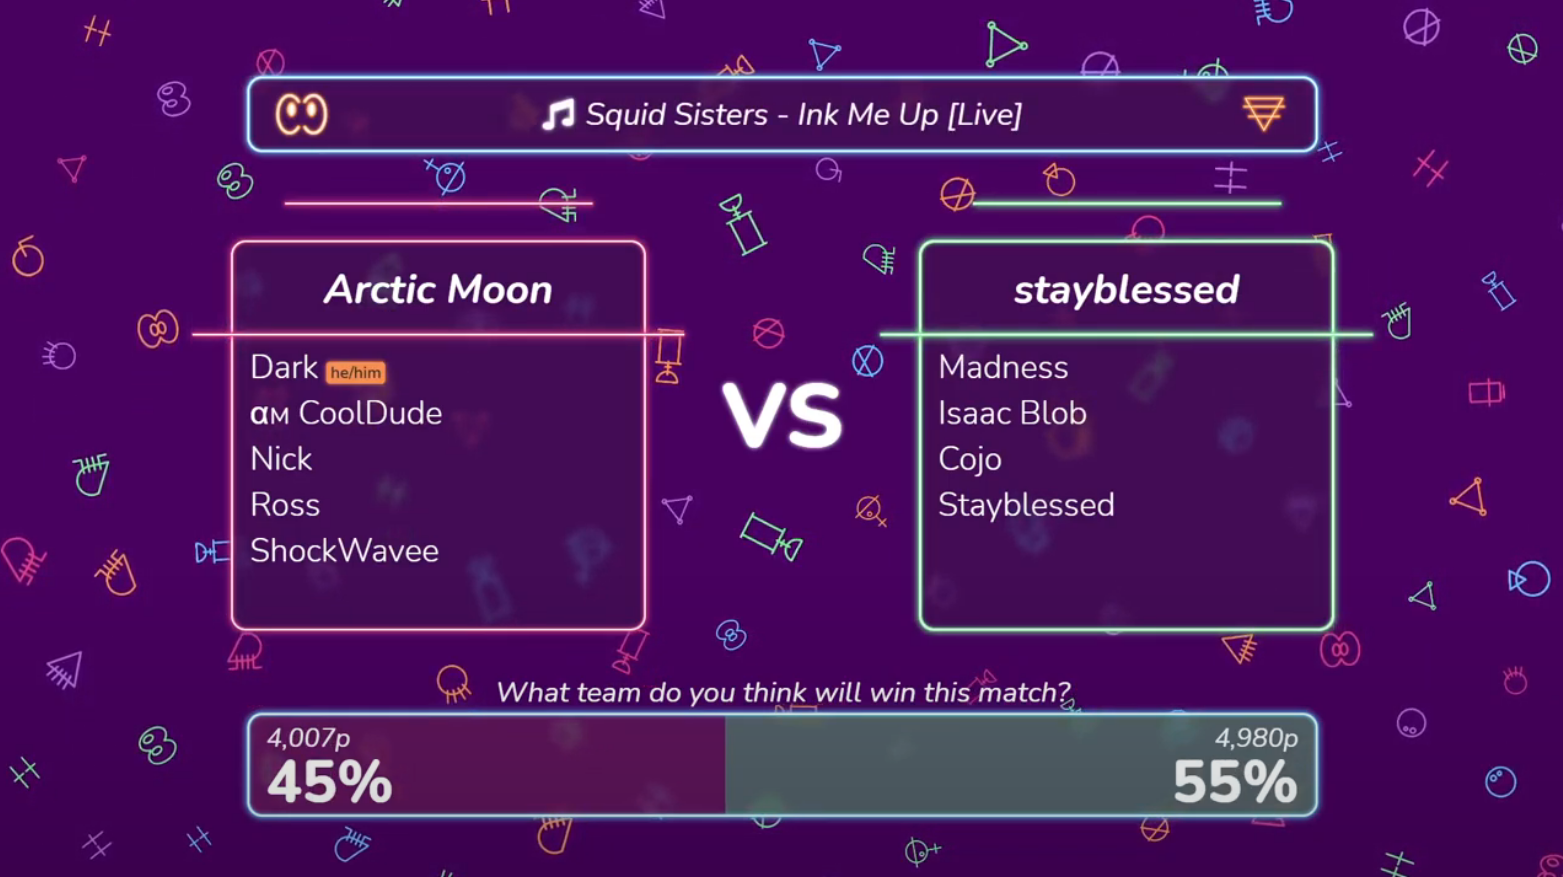 Squid Sisters - Ink Me Up [Live]
Arctic Moon
Dark he/him
αᴍ CoolDude
Nick
Ross
ShockWavee
VS
stayblessed
Madness
Isaac Blob
Cojo
Stayblessed
What team do you think will win this match?
4,007p
45%
4,980p
55%